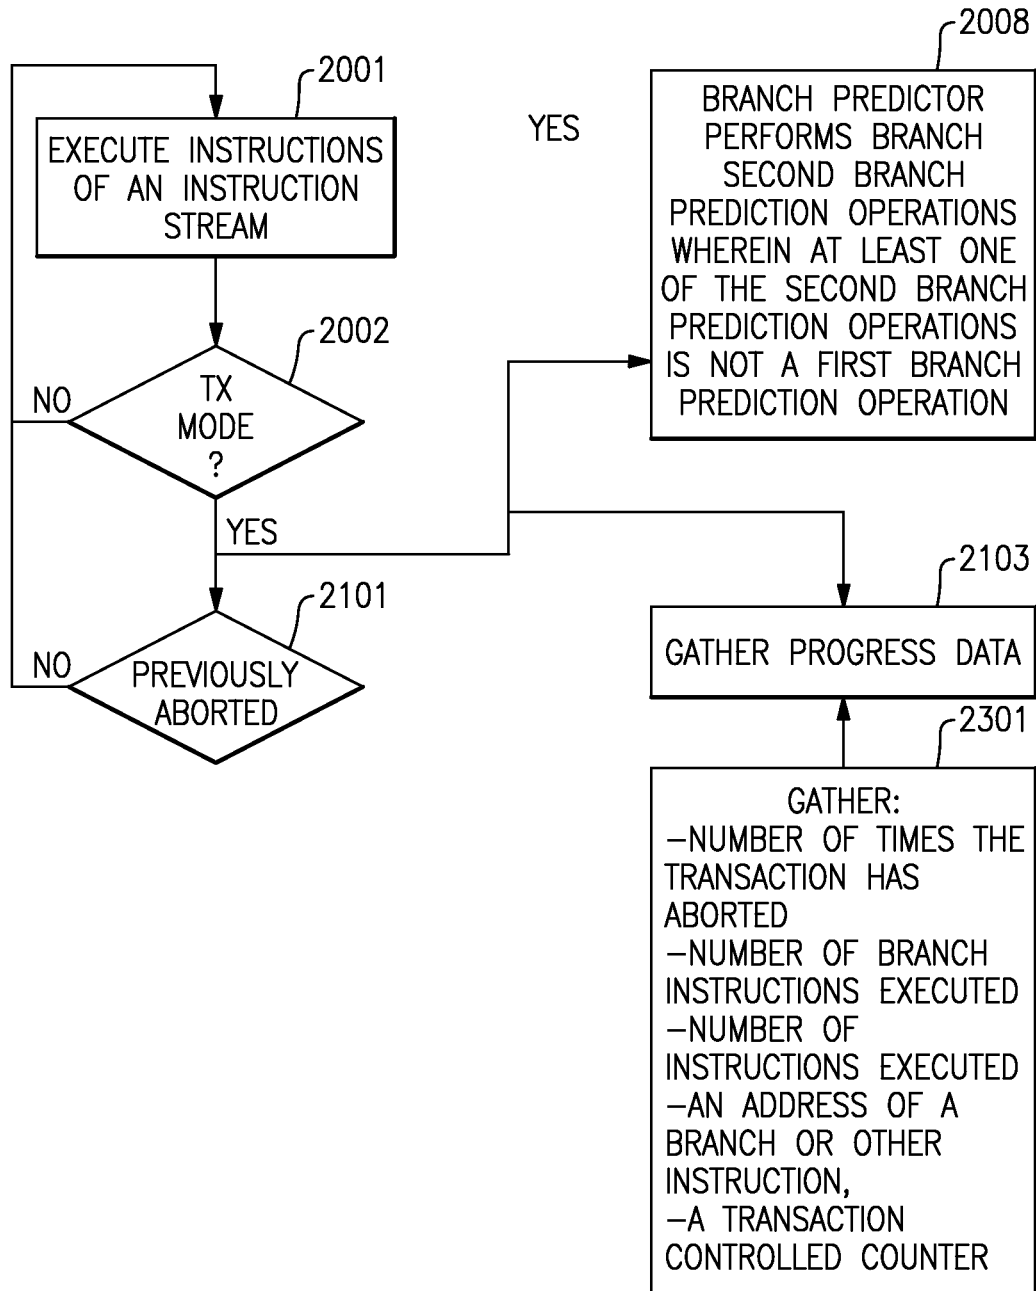 2001
EXECUTE INSTRUCTIONS
OF AN INSTRUCTION
STREAM
2002
NO
TX
MODE
?
YES
2101
NO
PREVIOUSLY
ABORTED
YES
2008
BRANCH PREDICTOR
PERFORMS BRANCH
SECOND BRANCH
PREDICTION OPERATIONS
WHEREIN AT LEAST ONE
OF THE SECOND BRANCH
PREDICTION OPERATIONS
IS NOT A FIRST BRANCH
PREDICTION OPERATION
2103
GATHER PROGRESS DATA
2301
GATHER:
–NUMBER OF TIMES THE
TRANSACTION HAS
ABORTED
–NUMBER OF BRANCH
INSTRUCTIONS EXECUTED
–NUMBER OF
INSTRUCTIONS EXECUTED
–AN ADDRESS OF A
BRANCH OR OTHER
INSTRUCTION,
–A TRANSACTION
CONTROLLED COUNTER